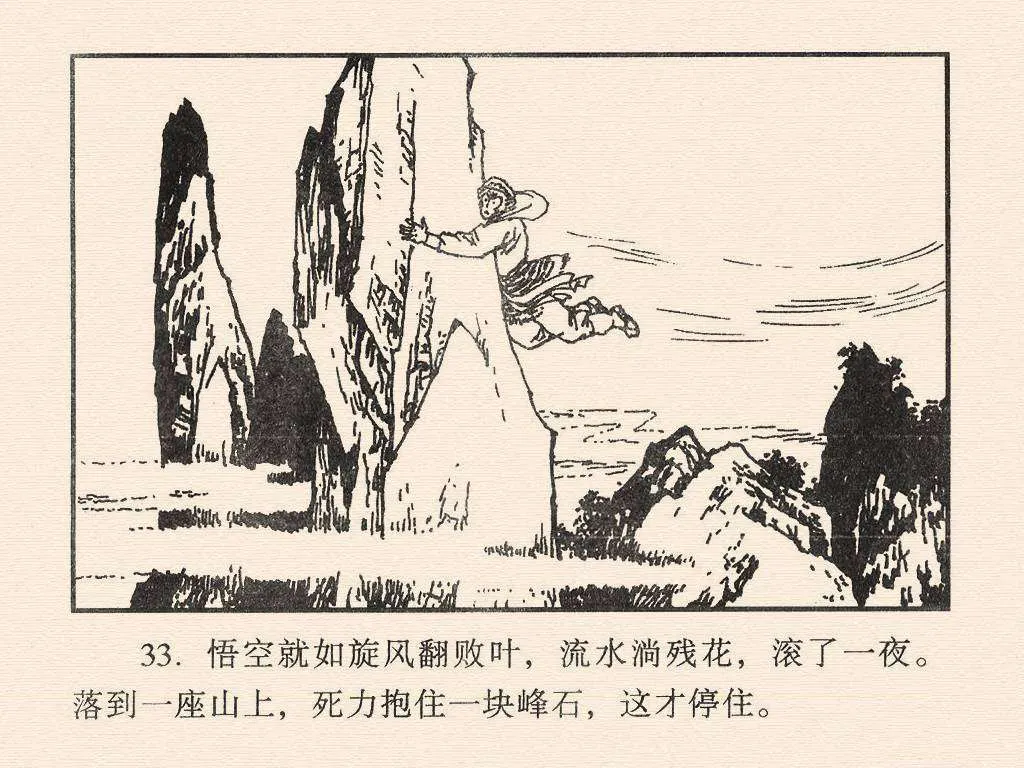 33. 悟空就如旋风翻败叶，流水淌残花，滚了一夜。
落到一座山上，死力抱住一块峰石，这才停住。